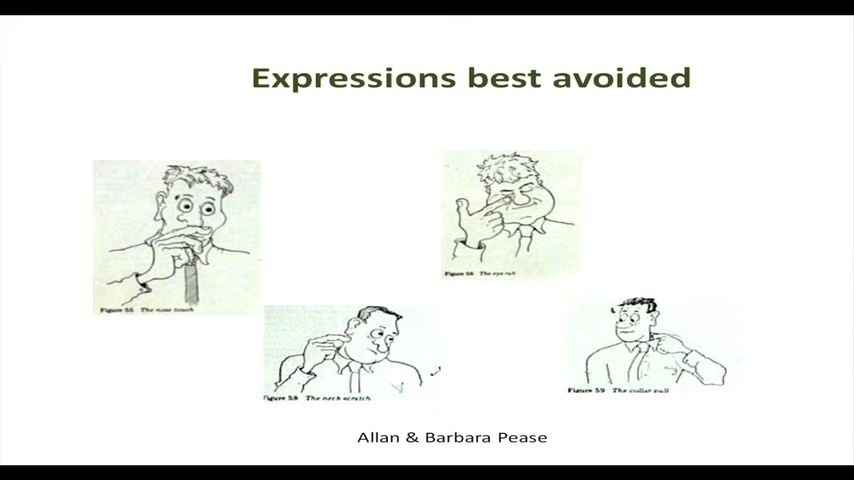 Expressions best avoided
Figure 55 The nose touch
Figure 56 The eye rub
Figure 58 The neck scratch
Figure 59 The collar pull
Allan & Barbara Pease